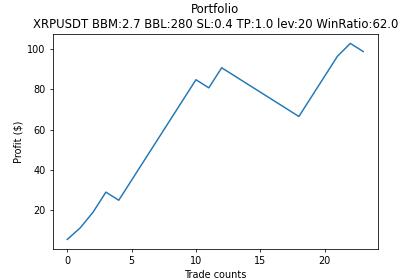 Portfolio
XRPUSDT BBM:2.7 BBL:280 SL:0.4 TP:1.0 lev:20 WinRatio:62.0
100
80
60
40
20
Profit ($)
0 5 10 15 20
Trade counts